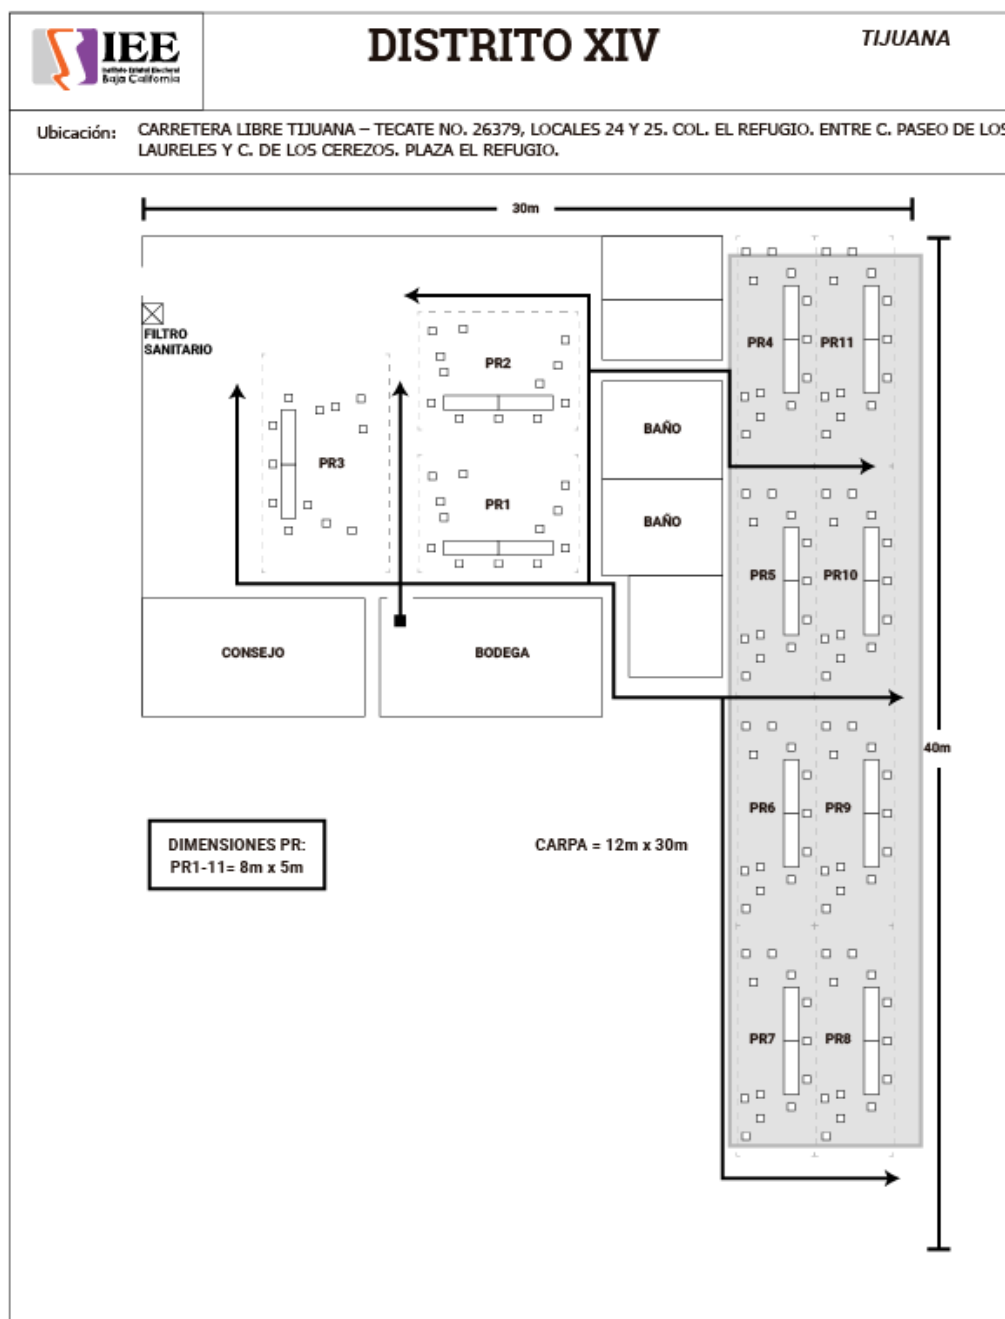 IEE
Instituto Estatal Electoral
Baja California
DISTRITO XIV
TIJUANA
Ubicación: CARRETERA LIBRE TIJUANA – TECATE NO. 26379, LOCALES 24 Y 25. COL. EL REFUGIO. ENTRE C. PASEO DE LOS
LAURELES Y C. DE LOS CEREZOS. PLAZA EL REFUGIO.
30m
FILTRO
SANITARIO
PR2
PR4
PR11
BAÑO
PR3
PR1
BAÑO
PR5
PR10
CONSEJO
BODEGA
40m
PR6
PR9
DIMENSIONES PR:
PR1-11= 8m x 5m
CARPA = 12m x 30m
PR7
PR8